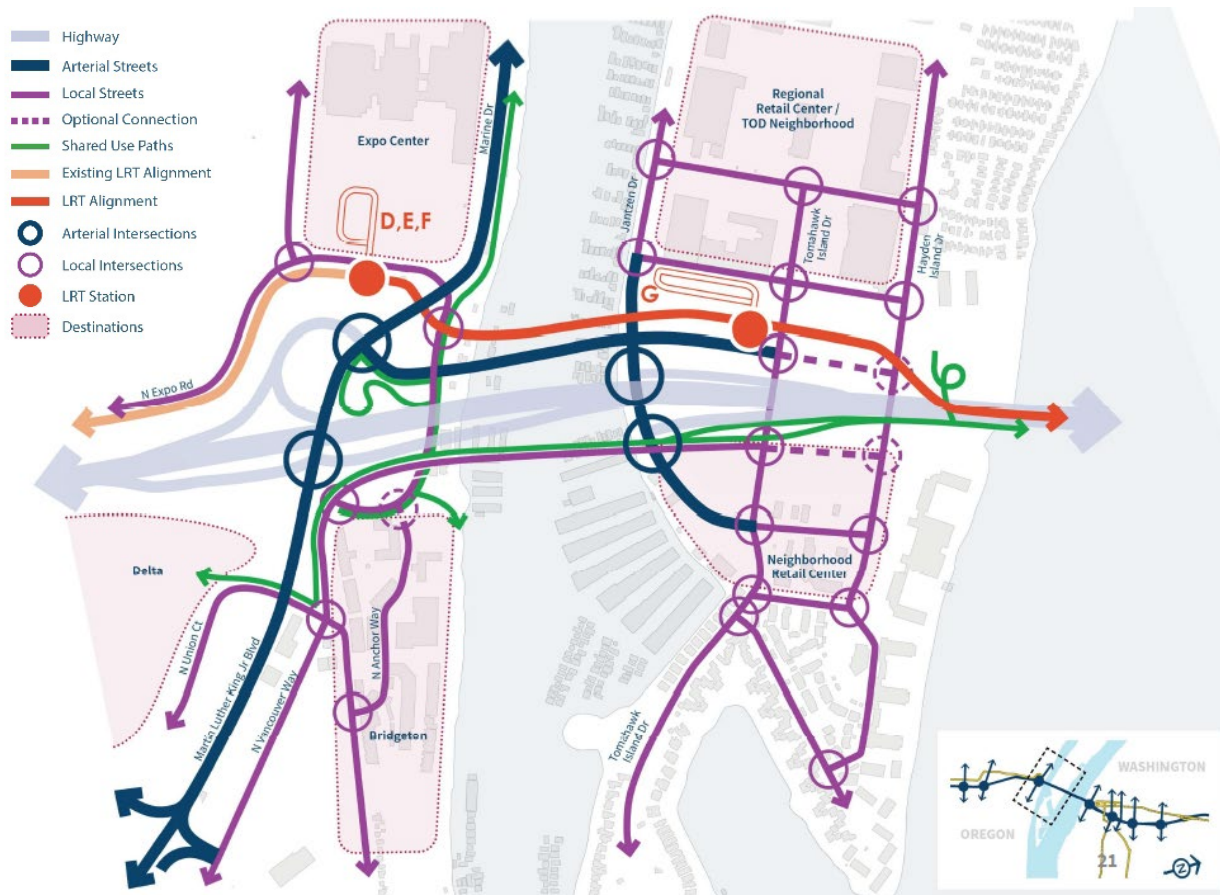 Highway
Arterial Streets
Local Streets
Optional Connection
Shared Use Paths
Existing LRT Alignment
LRT Alignment
Arterial Intersections
Local Intersections
LRT Station
Destinations
Expo Center
D,E,F
Marine Dr
N Expo Rd
Regional
Retail Center /
TOD Neighborhood
Jantzen Dr
Tomahawk
Island Dr
Hayden
Island Dr
G
Delta
N Union Ct
Martin Luther King Jr Blvd
N Vancouver Way
N Anchor Way
Bridgeton
Neighborhood
Retail Center
Tomahawk
Island Dr
WASHINGTON
OREGON
21
Z